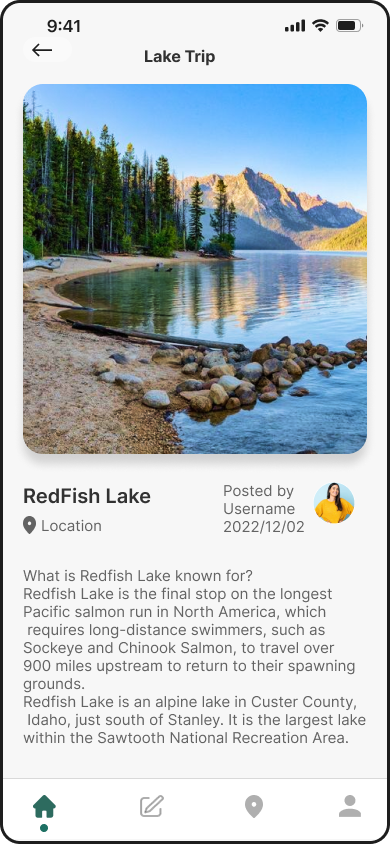 9:41
Lake Trip
RedFish Lake
Location
Posted by
Username
2022/12/02
What is Redfish Lake known for?
Redfish Lake is the final stop on the longest
Pacific salmon run in North America, which
requires long-distance swimmers, such as
Sockeye and Chinook Salmon, to travel over
900 miles upstream to return to their spawning
grounds.
Redfish Lake is an alpine lake in Custer County,
Idaho, just south of Stanley. It is the largest lake
within the Sawtooth National Recreation Area.